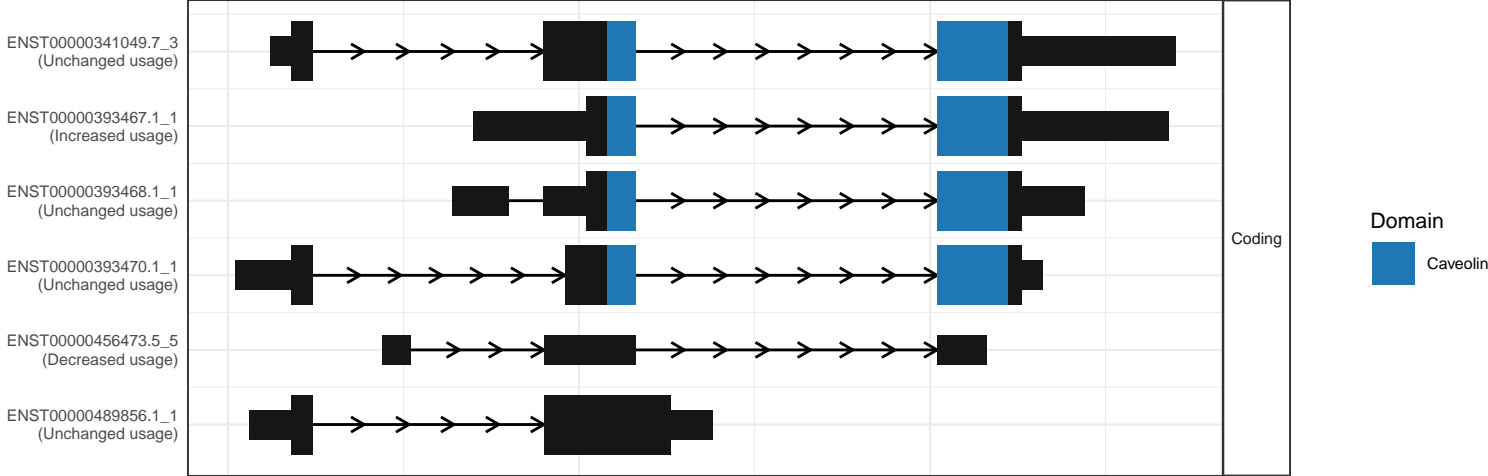 ENST00000341049.7_3
(Unchanged usage)
ENST00000393467.1_1
(Increased usage)
ENST00000393468.1_1
(Unchanged usage)
ENST00000393470.1_1
(Unchanged usage)
ENST00000456473.5_5
(Decreased usage)
ENST00000489856.1_1
(Unchanged usage)
Coding
Domain
Caveolin